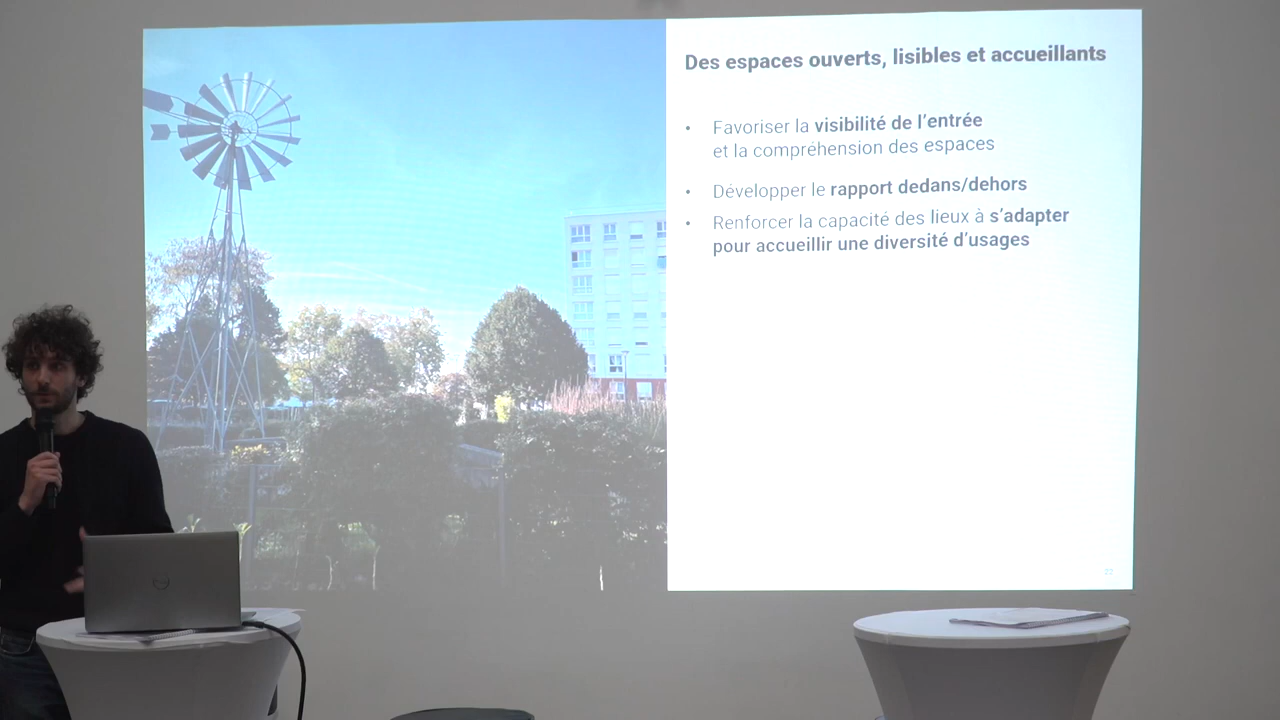 Des espaces ouverts, lisibles et accueillants
• Favoriser la visibilité de l'entrée
et la compréhension des espaces
• Développer le rapport dedans/dehors
• Renforcer la capacité des lieux à s'adapter
pour accueillir une diversité d'usages